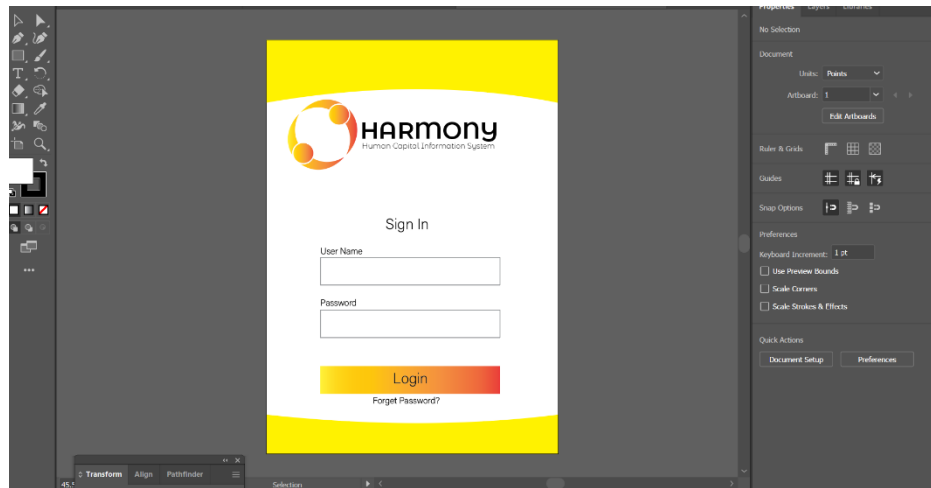 Properties Layers Libraries
No Selection
Document
Units: Points
Artboard: 1
Edit Artboards
Ruler & Grids
Guides
Snap Options
Preferences
Keyboard Increment: 1 pt
Use Preview Bounds
Scale Corners
Scale Strokes & Effects
Quick Actions
Document Setup Preferences
HARMONY
Human Capital Information System
Sign In
User Name
Password
Login
Forget Password?
Transform Align Pathfinder
Selection